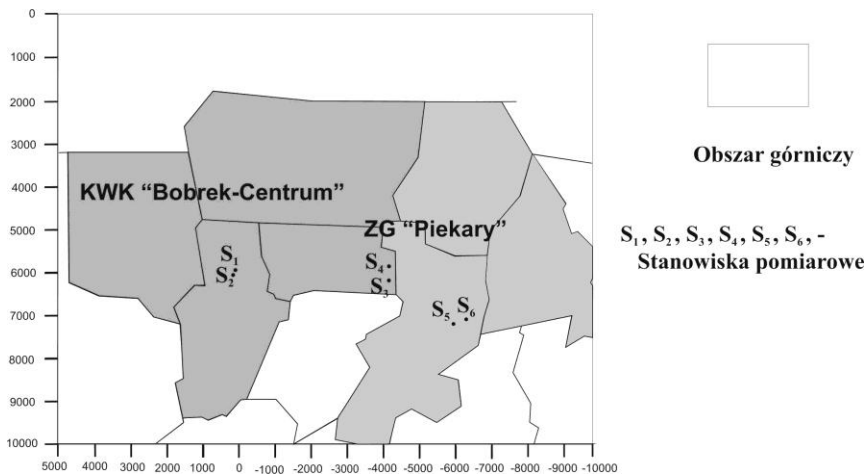 0
1000
2000
3000
4000
5000
6000
7000
8000
9000
10000
KWK “Bobrek-Centrum”
ZG “Piekary”
S₁
S₂
S₄
S₃
S₅ S₆
5000 4000 3000 2000 1000 0 -1000 -2000 -3000 -4000 -5000 -6000 -7000 -8000 -9000 -10000
Obszar górniczy
S₁, S₂, S₃, S₄, S₅, S₆, -
Stanowiska pomiarowe